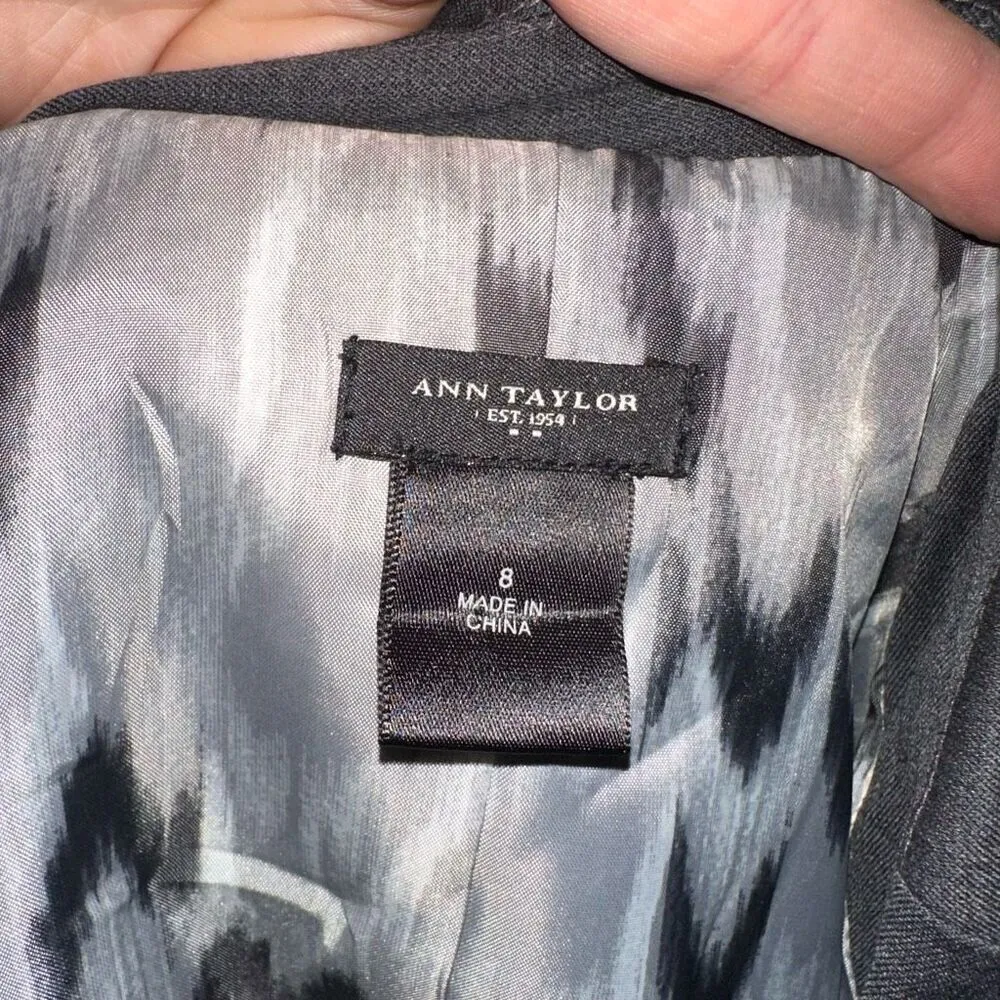 ANN TAYLOR
EST. 1954
8
MADE IN
CHINA